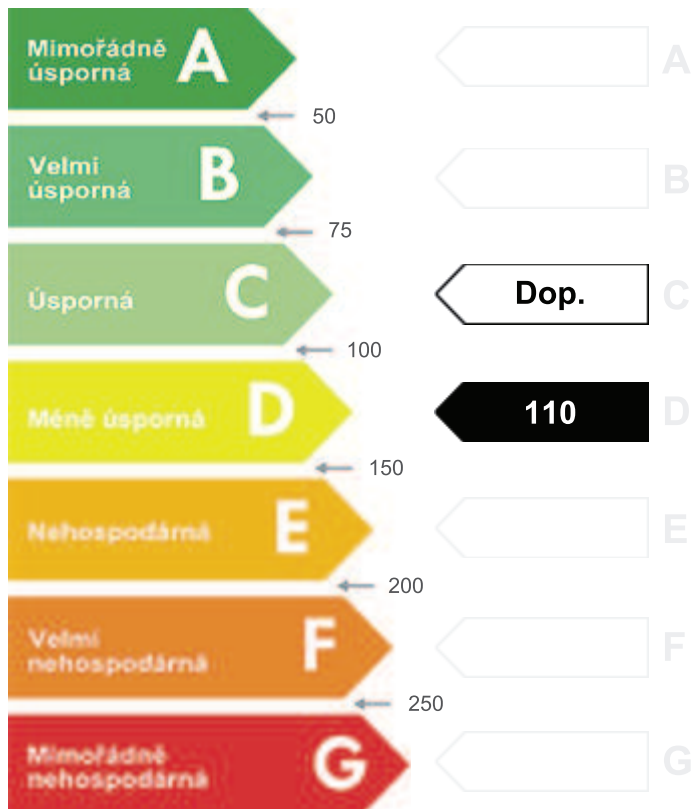 Mimořádně
úsporná
A
A
50
Velmi
úsporná
B
B
75
Úsporná
C
Dop.
C
100
Méně úsporná
D
110
D
150
Nehospodárná
E
E
200
Velmi
nehospodárná
F
F
250
Mimořádně
nehospodárná
G
G